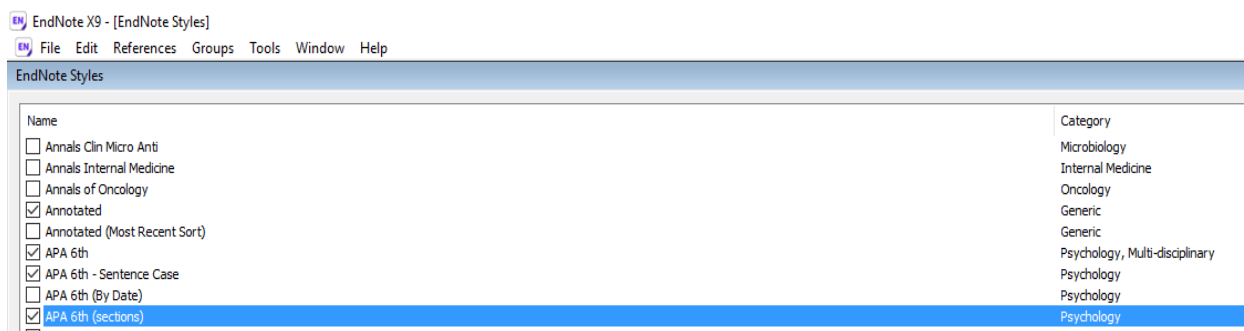 EndNote X9 - [EndNote Styles]
File Edit References Groups Tools Window Help
EndNote Styles
Name Category
Annals Clin Micro Anti Microbiology
Annals Internal Medicine Internal Medicine
Annals of Oncology Oncology
Annotated Generic
Annotated (Most Recent Sort) Generic
APA 6th Psychology, Multi-disciplinary
APA 6th - Sentence Case Psychology
APA 6th (By Date) Psychology
APA 6th (sections) Psychology